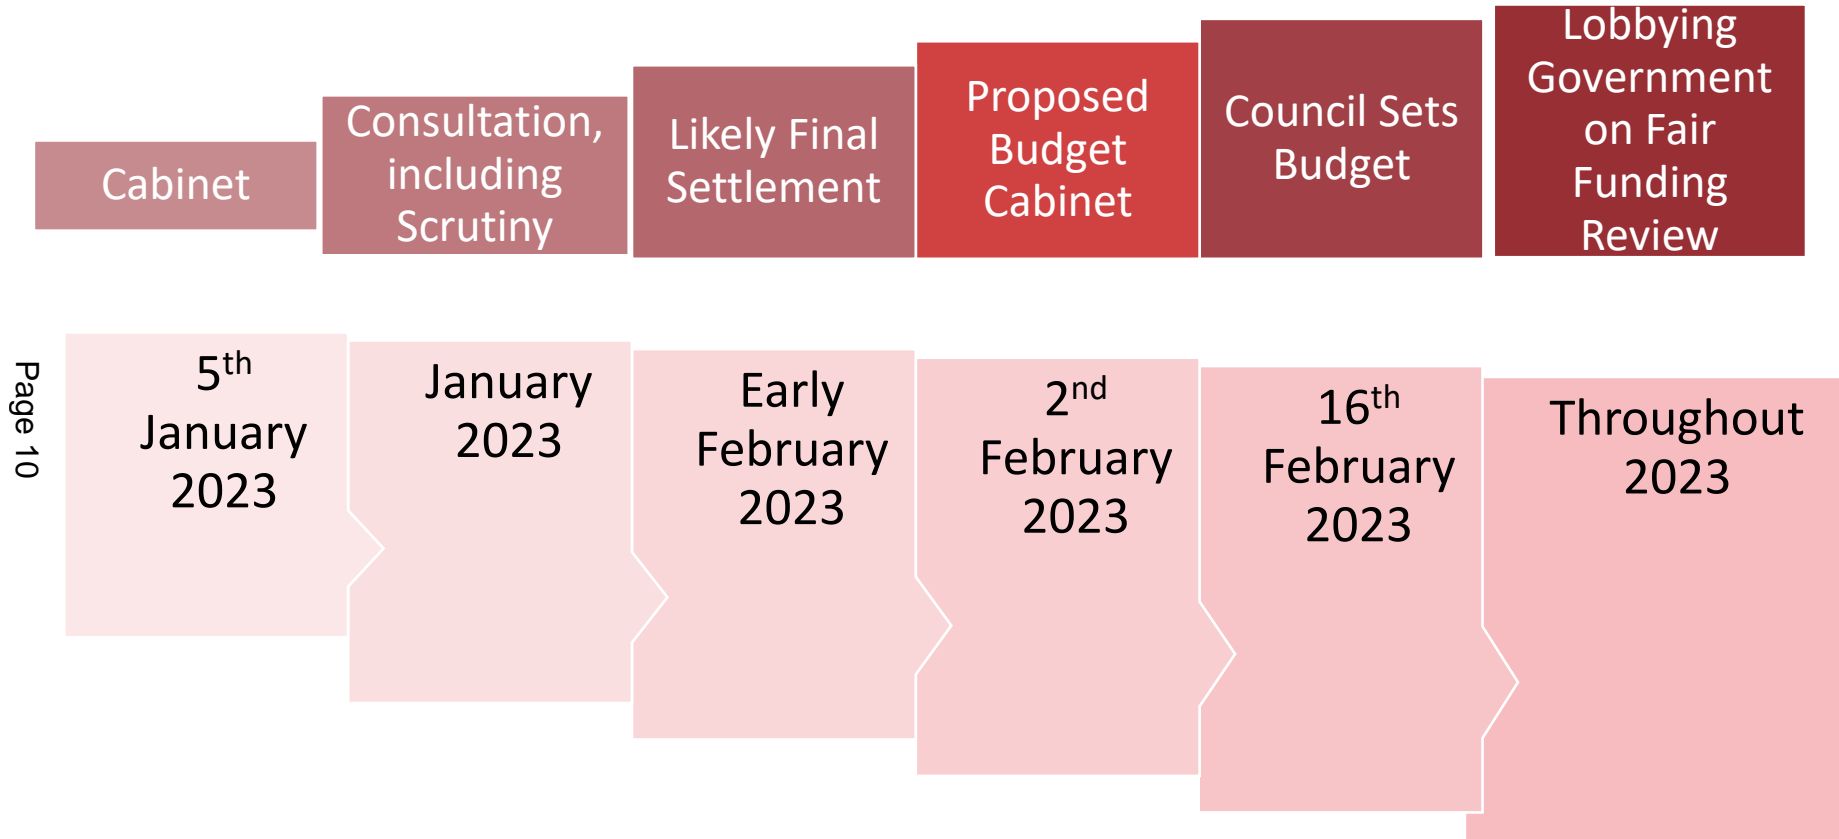 Cabinet
Consultation,
including
Scrutiny
Likely Final
Settlement
Proposed
Budget
Cabinet
Council Sets
Budget
Lobbying
Government
on Fair
Funding
Review
5th
January
2023
January
2023
Early
February
2023
2nd
February
2023
16th
February
2023
Throughout
2023
Page 10